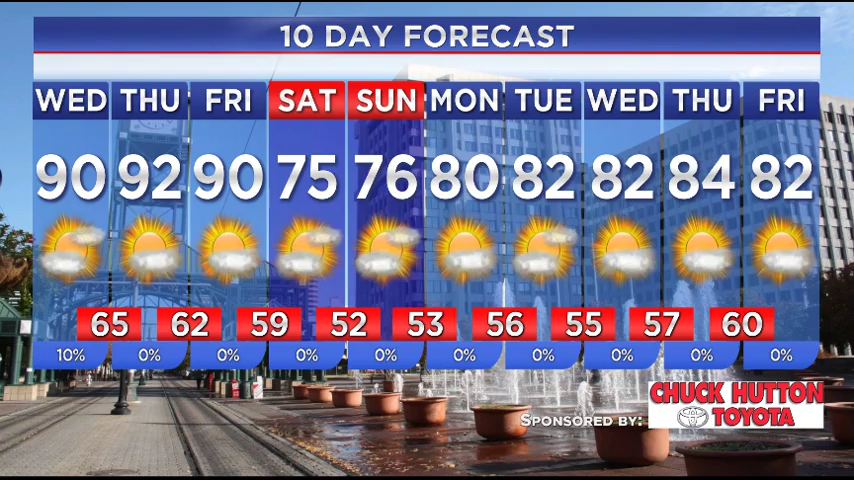 10 DAY FORECAST
WED THU FRI SAT SUN MON TUE WED THU FRI
90 92 90 75 76 80 82 82 84 82
65 62 59 52 53 56 55 57 60
10% 0% 0% 0% 0% 0% 0% 0% 0% 0%
SPONSORED BY:
CHUCK HUTTON
TOYOTA